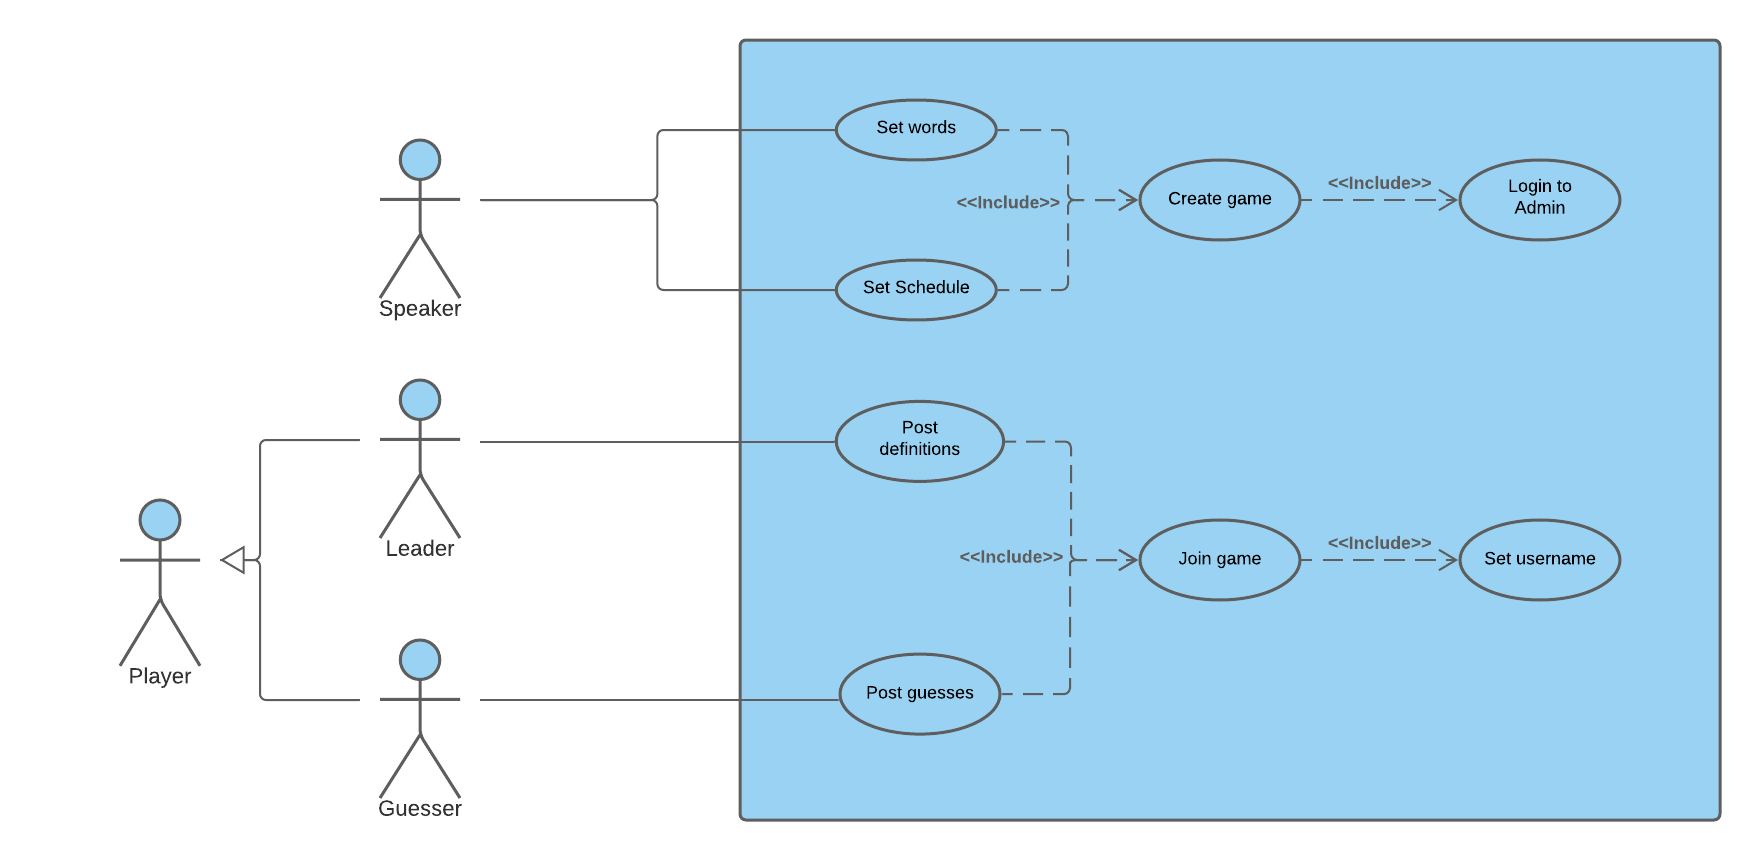 Set words
Speaker
<<Include>>
Create game
<<Include>>
Login to
Admin
Set Schedule
Leader
Post
definitions
Player
<<Include>>
Join game
<<Include>>
Set username
Guesser
Post guesses